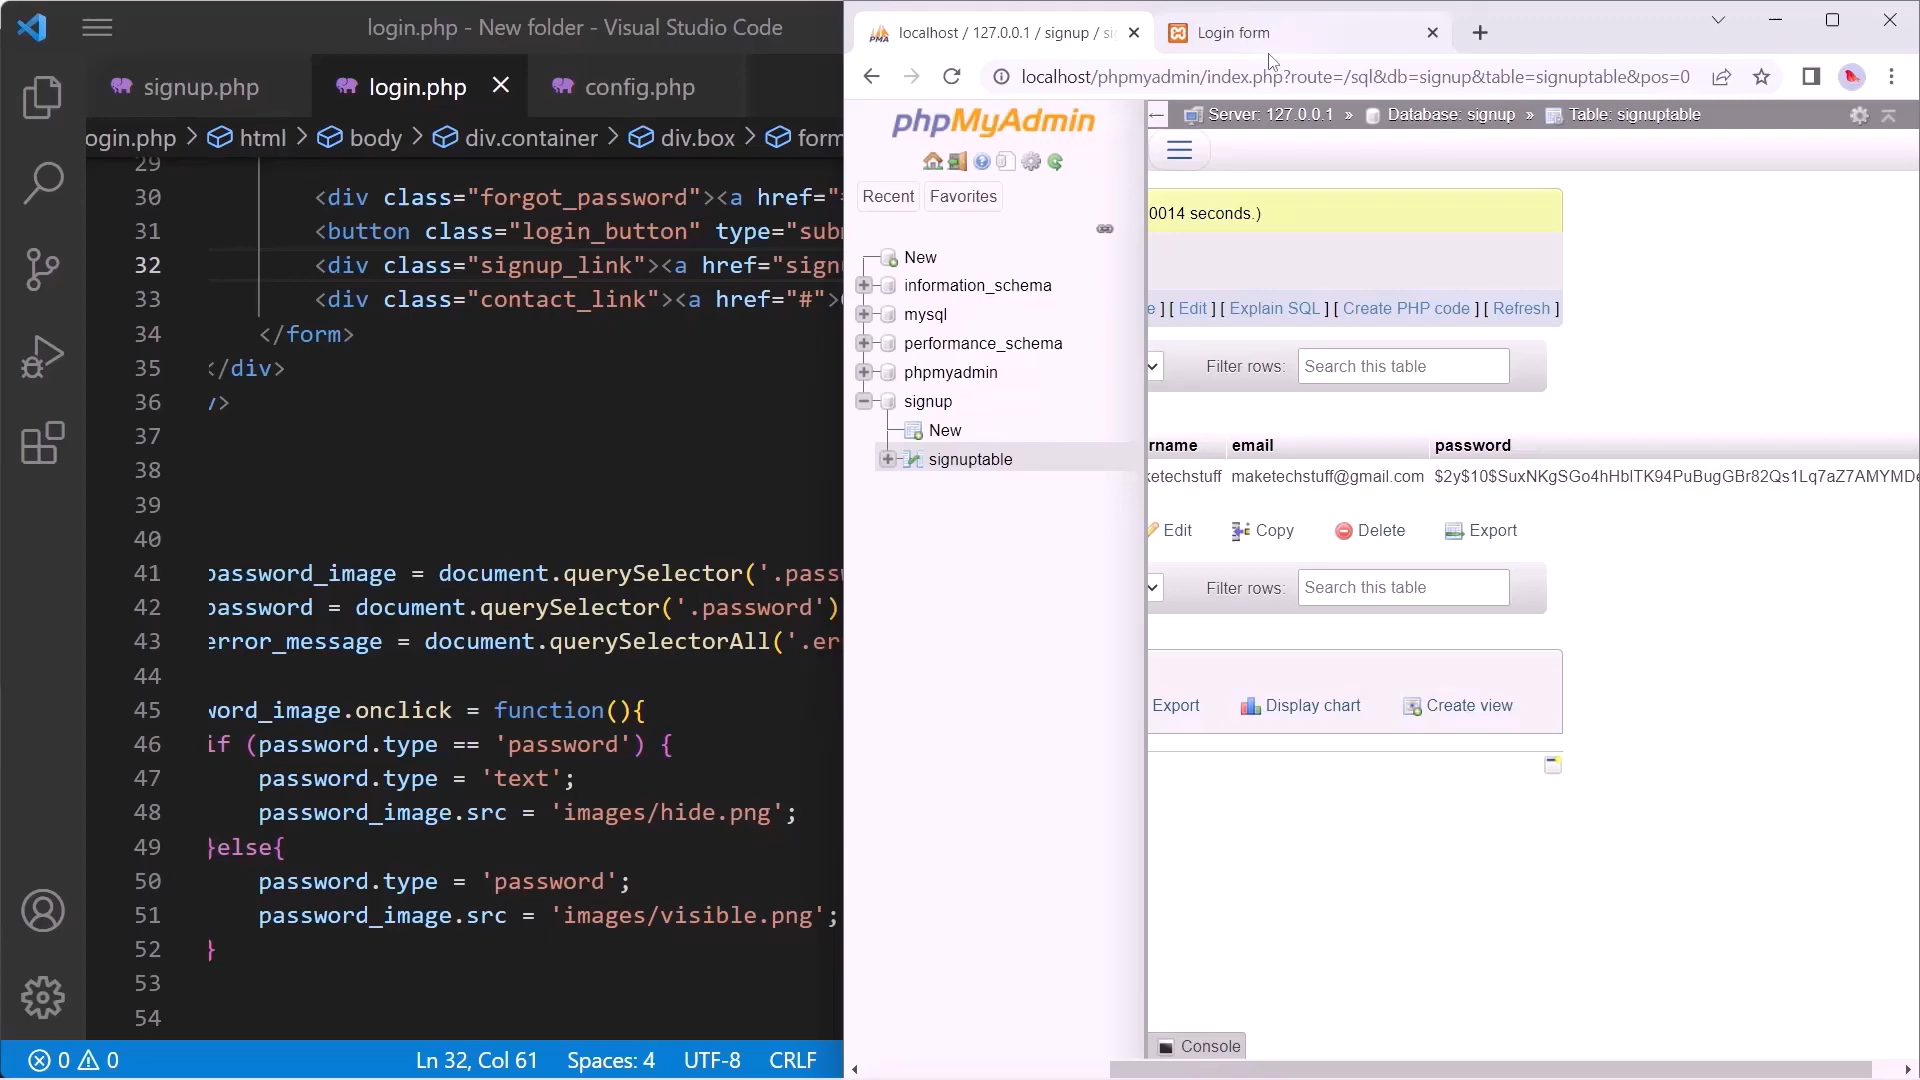 login.php - New folder - Visual Studio Code
signup.php
login.php
config.php
ogin.php > html > body > div.container > div.box > form
29
30 <div class="forgot_password"><a href="
31 <button class="login_button" type="sub
32 <div class="signup_link"><a href="sign
33 <div class="contact_link"><a href="#">
34 </form>
35 </div>
36 />
37
38
39
40
41 password_image = document.querySelector('.passw
42 password = document.querySelector('.password')
43 error_message = document.querySelectorAll('.er
44
45 word_image.onclick = function(){
46 if (password.type == 'password') {
47 password.type = 'text';
48 password_image.src = 'images/hide.png';
49 }else{
50 password.type = 'password';
51 password_image.src = 'images/visible.png';
52 }
53
54
0 0 Ln 32, Col 61 Spaces: 4 UTF-8 CRLF
localhost / 127.0.0.1 / signup / si
Login form
localhost/phpmyadmin/index.php?route=/sql&db=signup&table=signuptable&pos=0
phpMyAdmin
Server: 127.0.0.1 » Database: signup » Table: signuptable
Recent Favorites
New
information_schema
mysql
performance_schema
phpmyadmin
signup
New
signuptable
0014 seconds.)
e ] [ Edit ] [ Explain SQL ] [ Create PHP code ] [ Refresh ]
Filter rows: Search this table
rname email password
ketechstuff maketechstuff@gmail.com
Edit Copy Delete Export
Filter rows: Search this table
Export Display chart Create view
Console